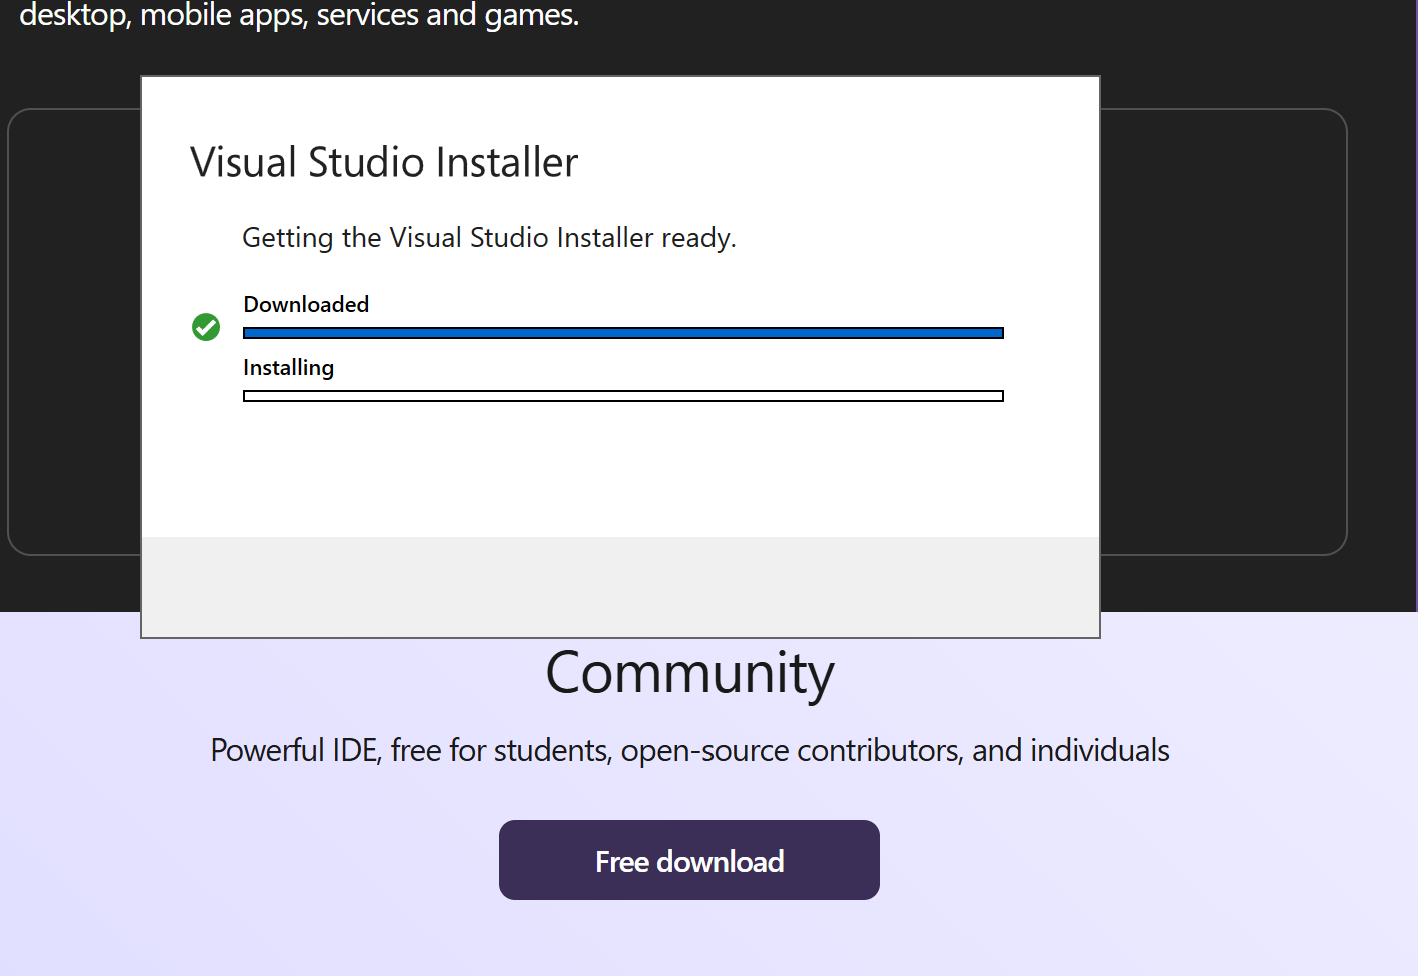 desktop, mobile apps, services and games.
Visual Studio Installer
Getting the Visual Studio Installer ready.
Downloaded
Installing
Community
Powerful IDE, free for students, open-source contributors, and individuals
Free download